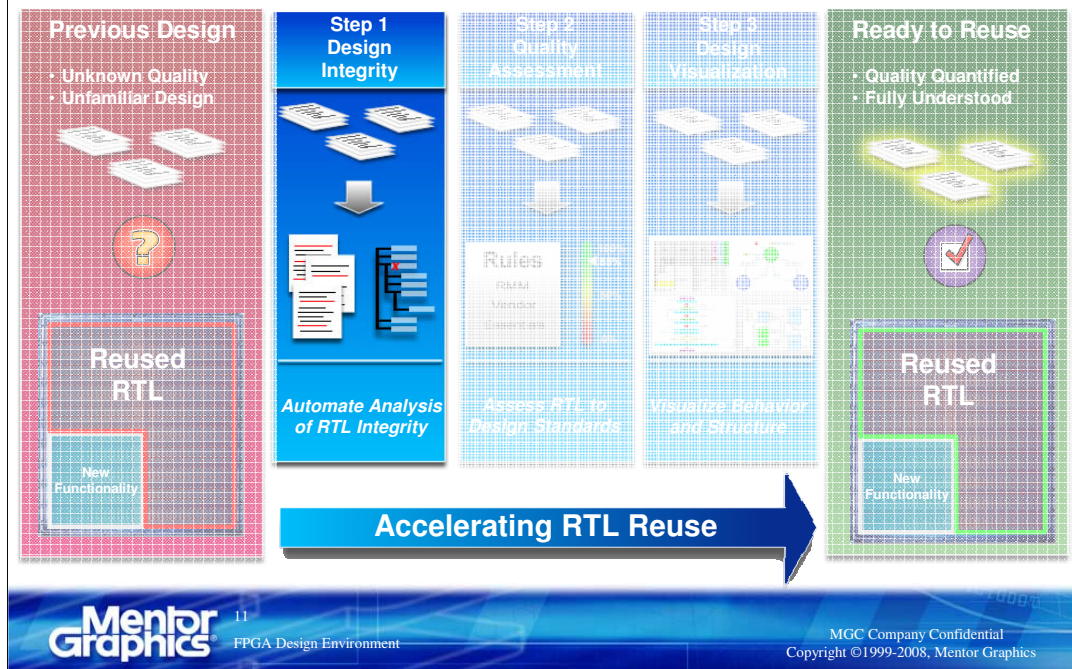 Previous Design
• Unknown Quality
• Unfamiliar Design
Reused
RTL
New
Functionality
Step 1
Design
Integrity
Automate Analysis
of RTL Integrity
Step 2
Quality
Assessment
Rules
RMM
Vendor
Essentials
Assess RTL to
Design Standards
Step 3
Design
Visualization
Visualize Behavior
and Structure
Ready to Reuse
• Quality Quantified
• Fully Understood
Reused
RTL
New
Functionality
Accelerating RTL Reuse
Mentor
Graphics
11
FPGA Design Environment
MGC Company Confidential
Copyright ©1999-2008, Mentor Graphics